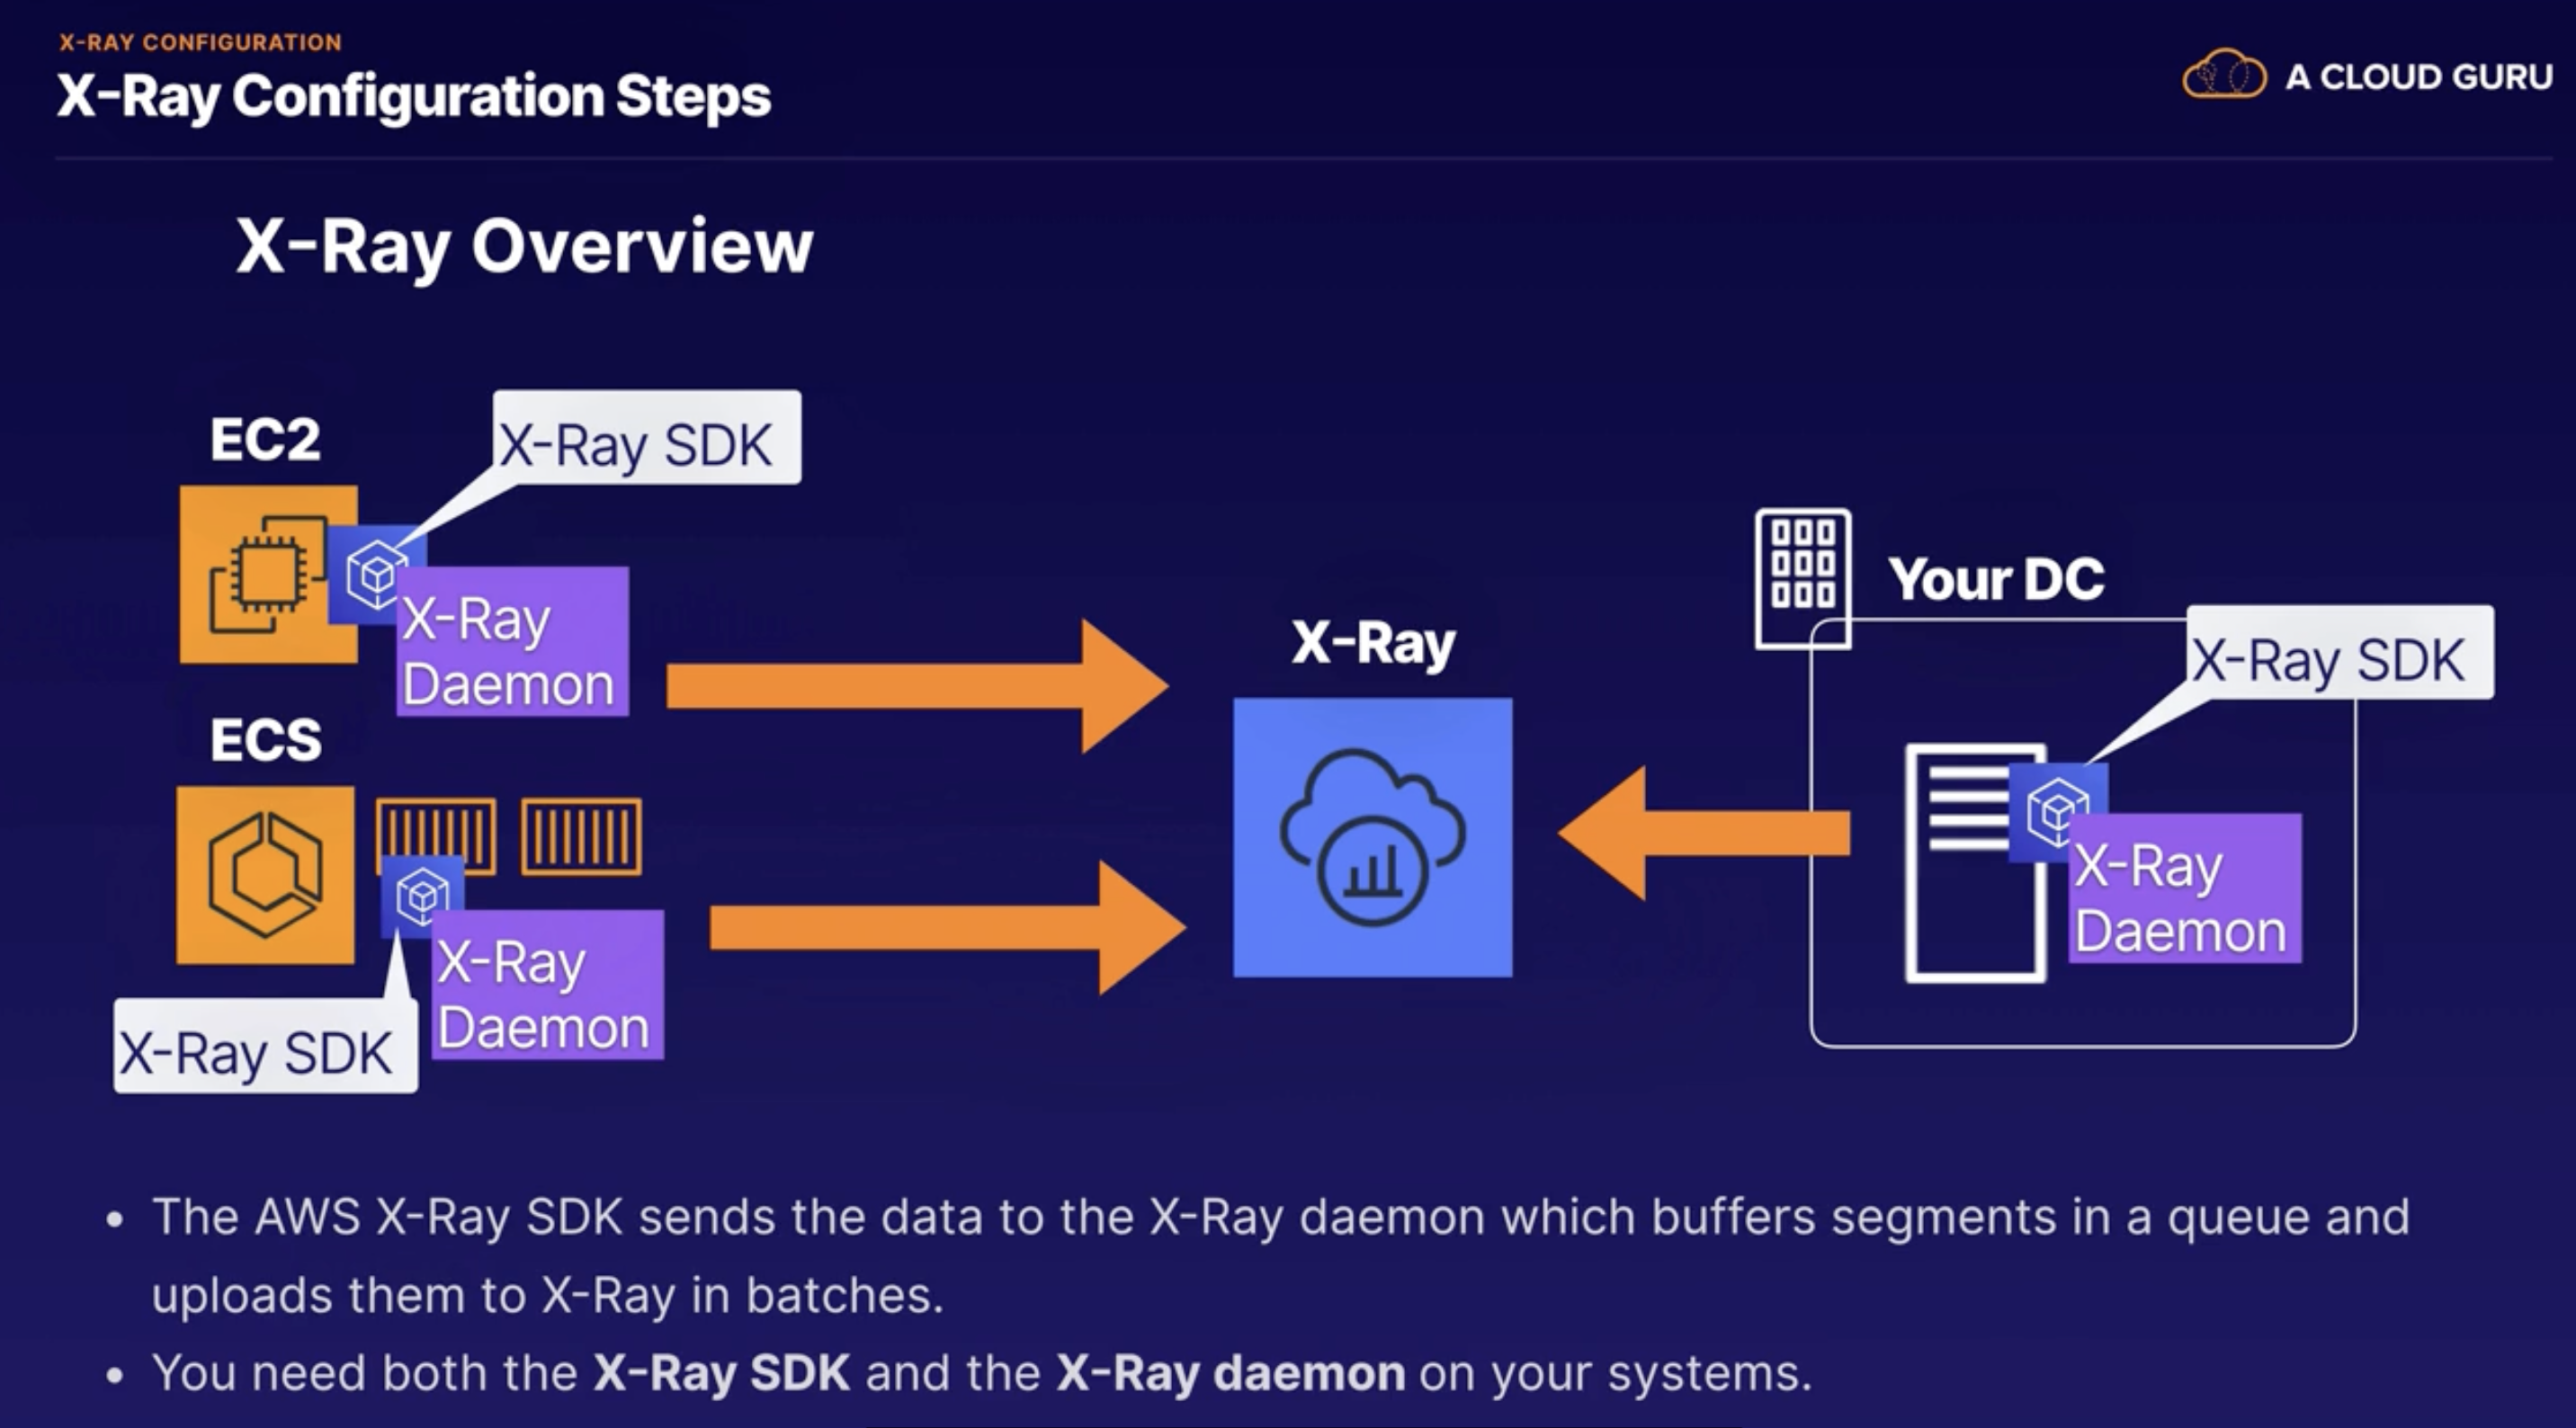 X-RAY CONFIGURATION
X-Ray Configuration Steps
A CLOUD GURU
X-Ray Overview
EC2
X-Ray SDK
X-Ray
Daemon
ECS
X-Ray
Daemon
X-Ray SDK
X-Ray
Your DC
X-Ray SDK
X-Ray
Daemon
• The AWS X-Ray SDK sends the data to the X-Ray daemon which buffers segments in a queue and
uploads them to X-Ray in batches.
• You need both the X-Ray SDK and the X-Ray daemon on your systems.